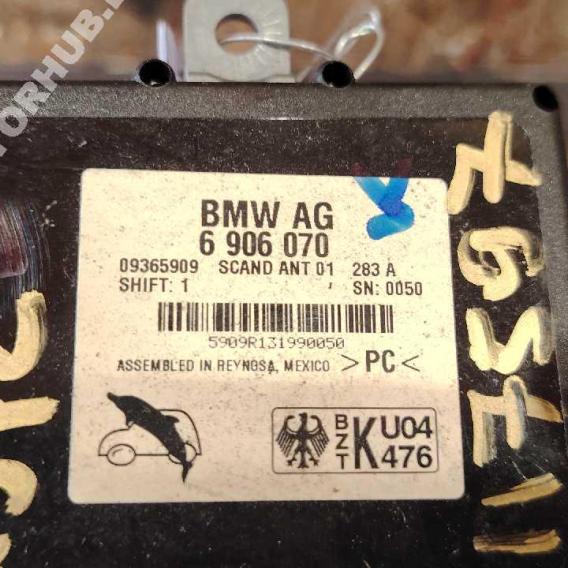 BMW AG
6 906 070
09365909 SCAND ANT 01 283 A
SHIFT: 1 SN: 0050
5909R131990050
ASSEMBLED IN REYNOSA, MEXICO >PC<
BZT K U04 476